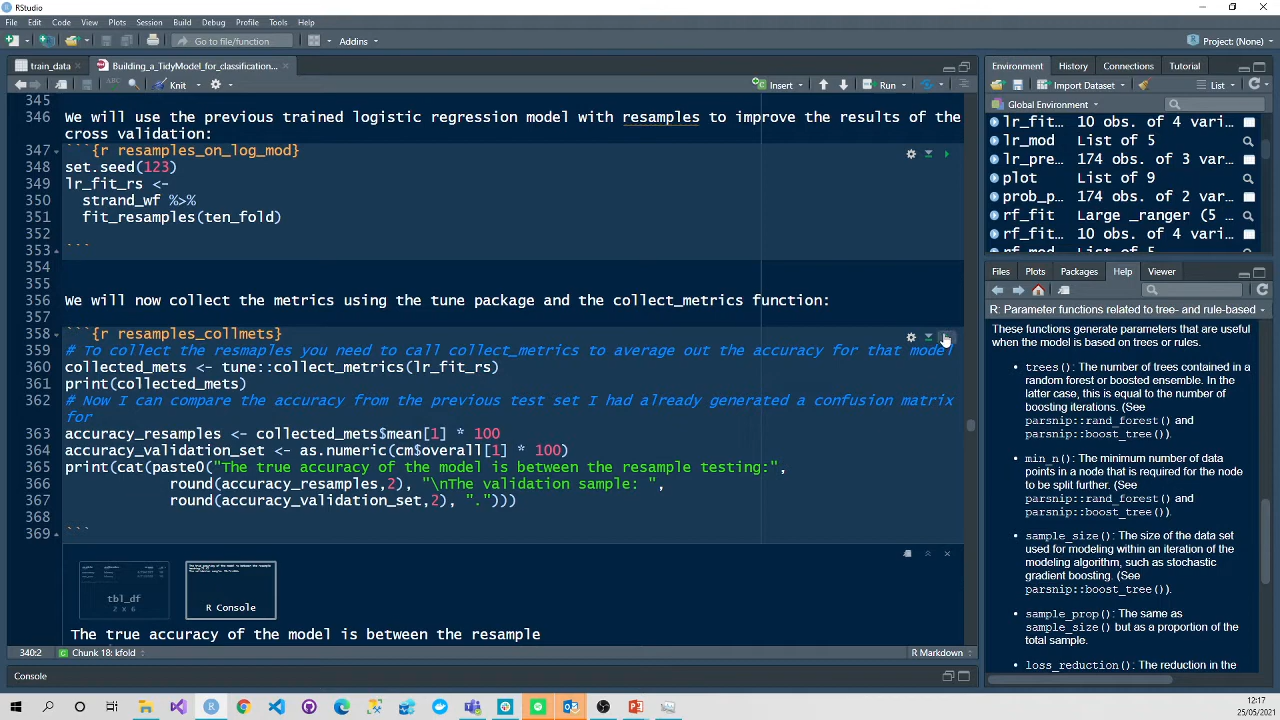 RStudio
File Edit Code View Plots Session Build Debug Profile Tools Help
Go to file/function
Addins
Project: (None)
train_data
Building_a_TidyModel_for_classification...
Knit
Insert
Run
345
346 We will use the previous trained logistic regression model with resamples to improve the results of the
cross validation:
347 ```{r resamples_on_log_mod}
348 set.seed(123)
349 lr_fit_rs <-
350 strand_wf %>%
351 fit_resamples(ten_fold)
352
353 ```
354
355
356 We will now collect the metrics using the tune package and the collect_metrics function:
357
358 ```{r resamples_collmets}
359 # To collect the resmaples you need to call collect_metrics to average out the accuracy for that model
360 collected_mets <- tune::collect_metrics(lr_fit_rs)
361 print(collected_mets)
362 # Now I can compare the accuracy from the previous test set I had already generated a confusion matrix
for
363 accuracy_resamples <- collected_mets$mean[1] * 100
364 accuracy_validation_set <- as.numeric(cm$overall[1] * 100)
365 print(cat(paste0("The true accuracy of the model is between the resample testing:",
366 round(accuracy_resamples,2), "\nThe validation sample: ",
367 round(accuracy_validation_set,2), ".")))
368
369 ```
tbl_df
2 x 6
R Console
The true accuracy of the model is between the resample
340:2 Chunk 18: kfold R Markdown
Console
Environment History Connections Tutorial
Import Dataset List
Global Environment
lr_fit... 10 obs. of 4 vari...
lr_mod List of 5
lr_pre... 174 obs. of 3 var...
plot List of 9
prob_p... 174 obs. of 2 var...
rf_fit Large _ranger (5 ...
rf_fit... 10 obs. of 4 vari...
rf_mod List of 5
Files Plots Packages Help Viewer
R: Parameter functions related to tree- and rule-based
These functions generate parameters that are useful
when the model is based on trees or rules.
• trees(): The number of trees contained in a
random forest or boosted ensemble. In the
latter case, this is equal to the number of
boosting iterations. (See
parsnip::rand_forest() and
parsnip::boost_tree()).
• min_n(): The minimum number of data
points in a node that is required for the node
to be split further. (See
parsnip::rand_forest() and
parsnip::boost_tree()).
• sample_size(): The size of the data set
used for modeling within an iteration of the
modeling algorithm, such as stochastic
gradient boosting. (See
parsnip::boost_tree()).
• sample_prop(): The same as
sample_size() but as a proportion of the
total sample.
• loss_reduction(): The reduction in the
12:17
25/05/2021